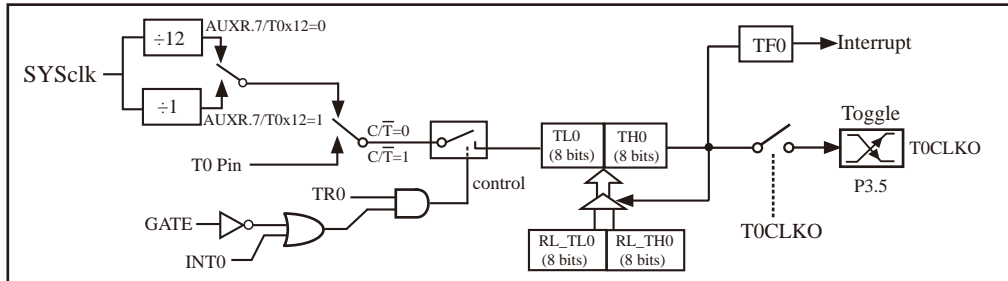 AUXR.7/T0x12=0
÷12
SYSclk
÷1
AUXR.7/T0x12=1
T0 Pin
C/T̅=0
C/T̅=1
control
TR0
GATE
INT0
TL0
(8 bits)
TH0
(8 bits)
RL_TL0
(8 bits)
RL_TH0
(8 bits)
TF0
Interrupt
Toggle
T0CLKO
P3.5
T0CLKO